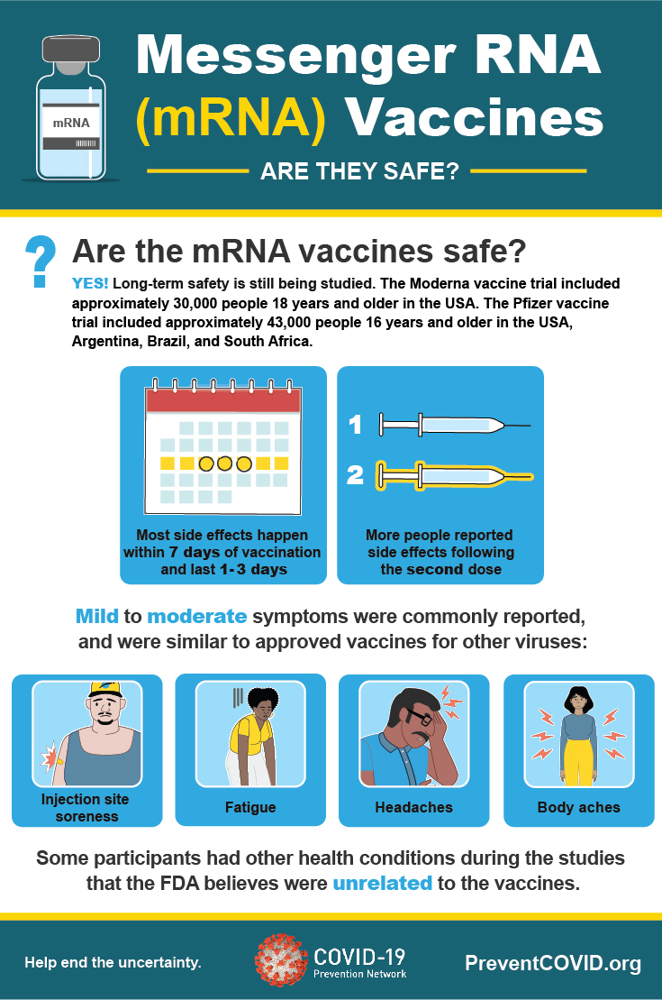 mRNA
Messenger RNA
(mRNA) Vaccines
ARE THEY SAFE?
? Are the mRNA vaccines safe?
YES! Long-term safety is still being studied. The Moderna vaccine trial included
approximately 30,000 people 18 years and older in the USA. The Pfizer vaccine
trial included approximately 43,000 people 16 years and older in the USA,
Argentina, Brazil, and South Africa.
Most side effects happen
within 7 days of vaccination
and last 1-3 days
1
2
More people reported
side effects following
the second dose
Mild to moderate symptoms were commonly reported,
and were similar to approved vaccines for other viruses:
Injection site
soreness
Fatigue
Headaches
Body aches
Some participants had other health conditions during the studies
that the FDA believes were unrelated to the vaccines.
Help end the uncertainty.
COVID-19
Prevention Network
PreventCOVID.org